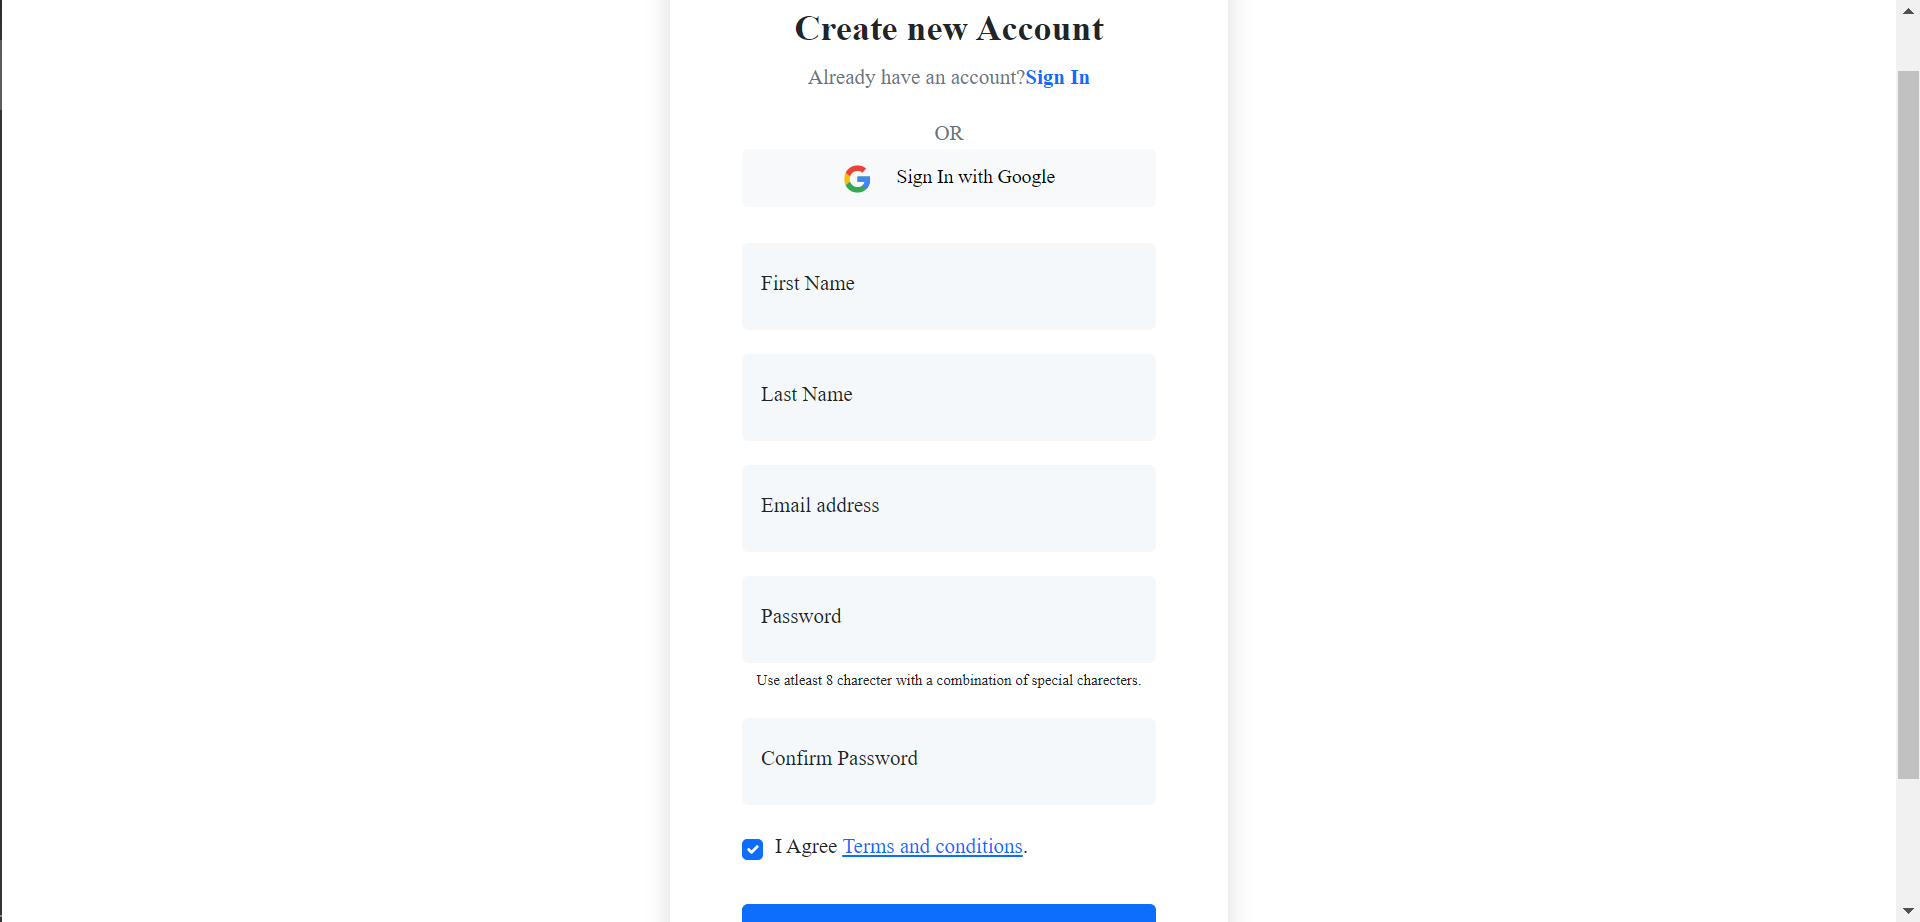 Create new Account
Already have an account?Sign In
OR
Sign In with Google
First Name
Last Name
Email address
Password
Use atleast 8 charecter with a combination of special charecters.
Confirm Password
I Agree Terms and conditions.